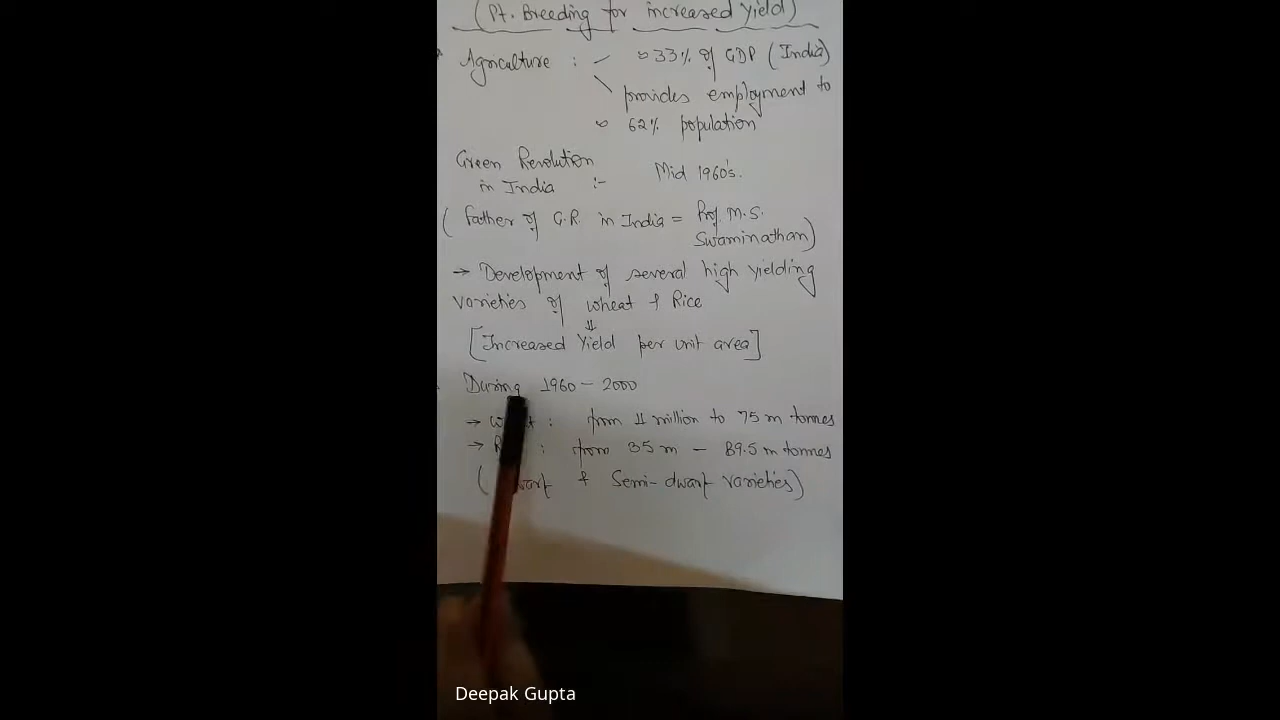 (Pt. Breeding for increased yield)
Agriculture : – ~ 33% of GDP (India)
\ provides employment to
~ 62% population
Green Revolution
in India :- Mid 1960's.
(Father of G.R. in India = Prof. M. S.
Swaminathan)
→ Development of several high yielding
varieties of wheat & Rice
⇓
[Increased Yield per unit area]
During 1960 – 2000
→ : from 11 million to 75 m tonnes
→ : from 35 m – 89.5 m tonnes
( & Semi-dwarf varieties)
Deepak Gupta